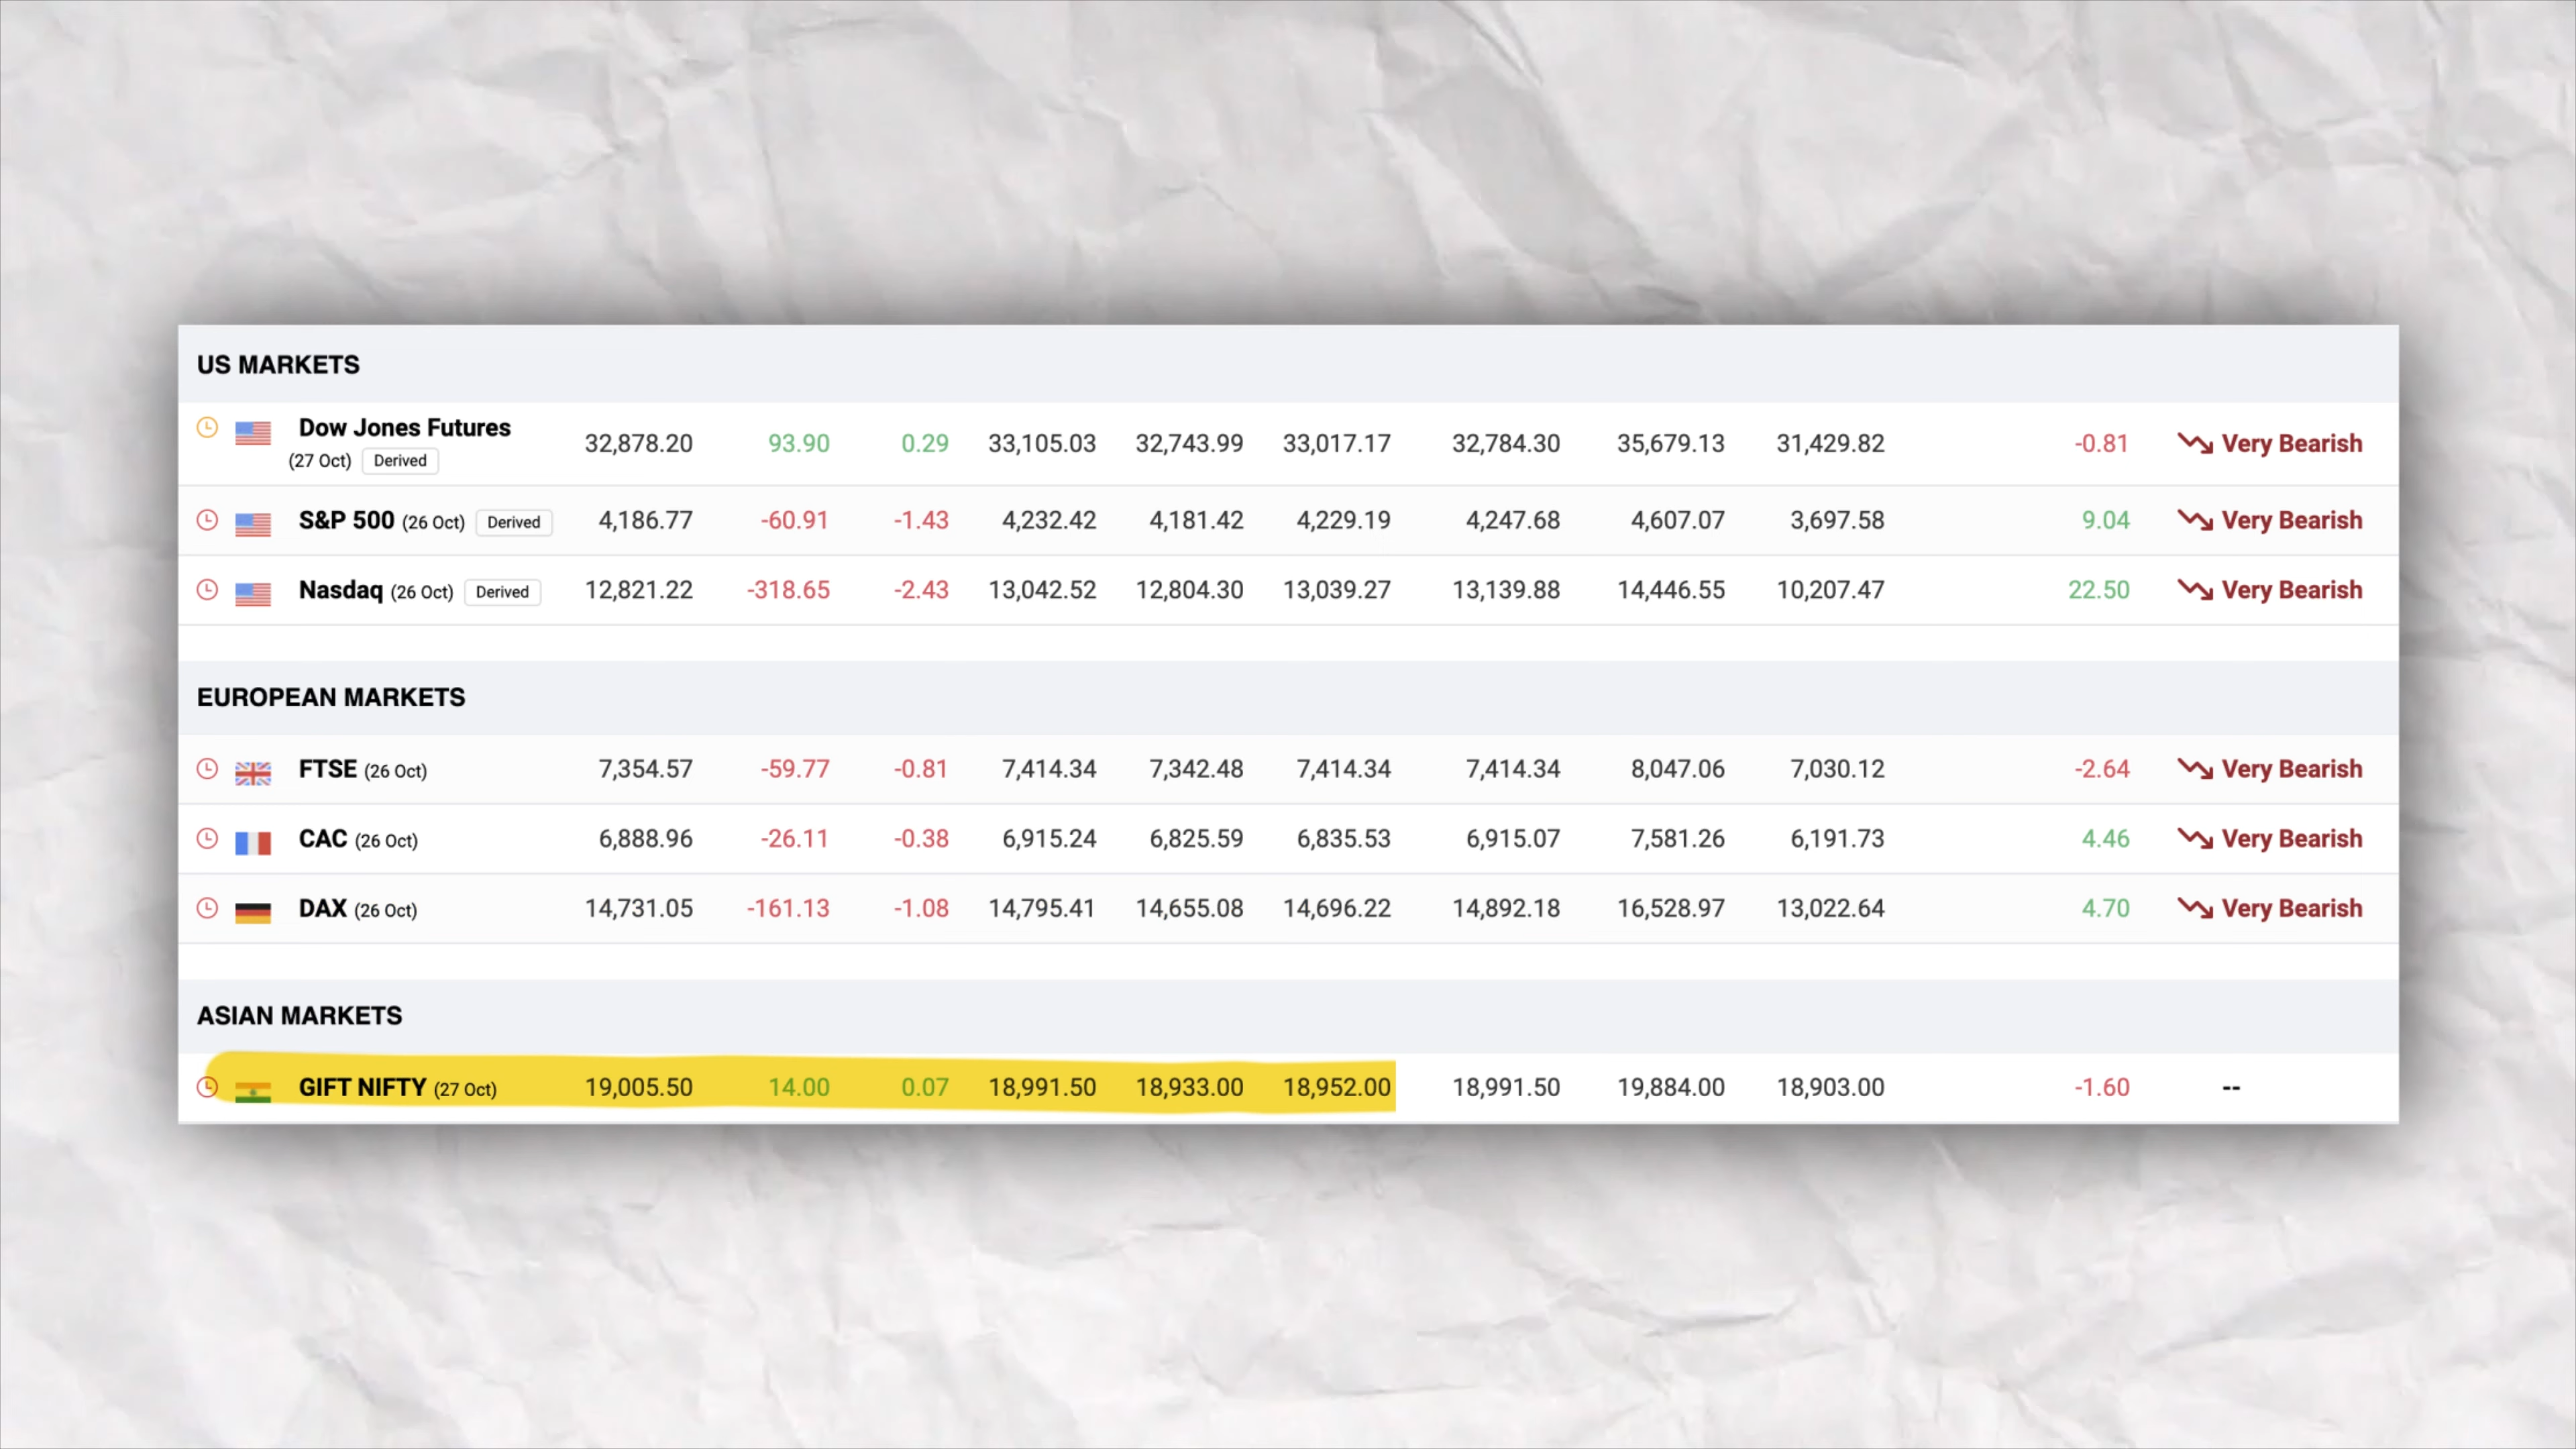 US MARKETS
Dow Jones Futures 32,878.20 93.90 0.29 33,105.03 32,743.99 33,017.17 32,784.30 35,679.13 31,429.82 -0.81 Very Bearish
(27 Oct) Derived
S&P 500 (26 Oct) Derived 4,186.77 -60.91 -1.43 4,232.42 4,181.42 4,229.19 4,247.68 4,607.07 3,697.58 9.04 Very Bearish
Nasdaq (26 Oct) Derived 12,821.22 -318.65 -2.43 13,042.52 12,804.30 13,039.27 13,139.88 14,446.55 10,207.47 22.50 Very Bearish
EUROPEAN MARKETS
FTSE (26 Oct) 7,354.57 -59.77 -0.81 7,414.34 7,342.48 7,414.34 7,414.34 8,047.06 7,030.12 -2.64 Very Bearish
CAC (26 Oct) 6,888.96 -26.11 -0.38 6,915.24 6,825.59 6,835.53 6,915.07 7,581.26 6,191.73 4.46 Very Bearish
DAX (26 Oct) 14,731.05 -161.13 -1.08 14,795.41 14,655.08 14,696.22 14,892.18 16,528.97 13,022.64 4.70 Very Bearish
ASIAN MARKETS
GIFT NIFTY (27 Oct) 19,005.50 14.00 0.07 18,991.50 18,933.00 18,952.00 18,991.50 19,884.00 18,903.00 -1.60 --